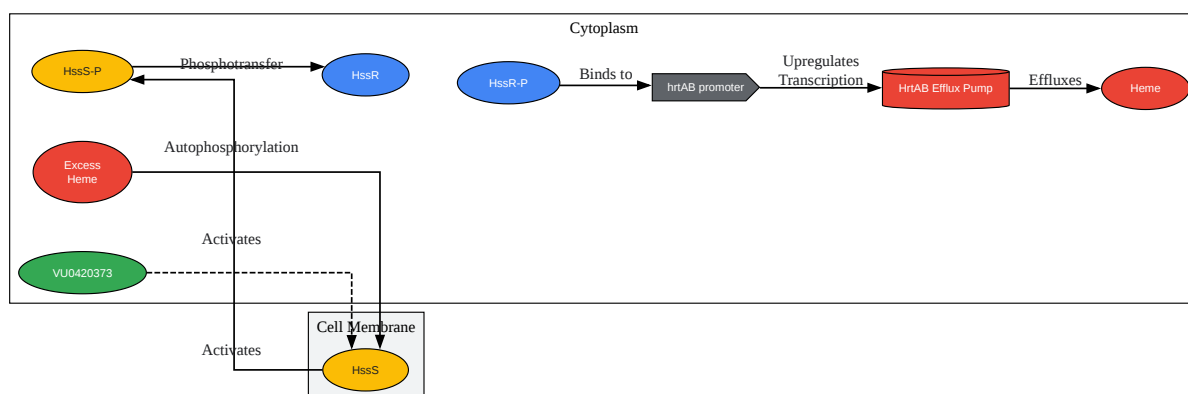 Cytoplasm
HssS-P
Phosphotransfer
HssR
HssR-P
Binds to
hrtAB promoter
Upregulates
Transcription
HrtAB Efflux Pump
Effluxes
Heme
Excess
Heme
Autophosphorylation
VU0420373
Activates
Cell Membrane
Activates
HssS